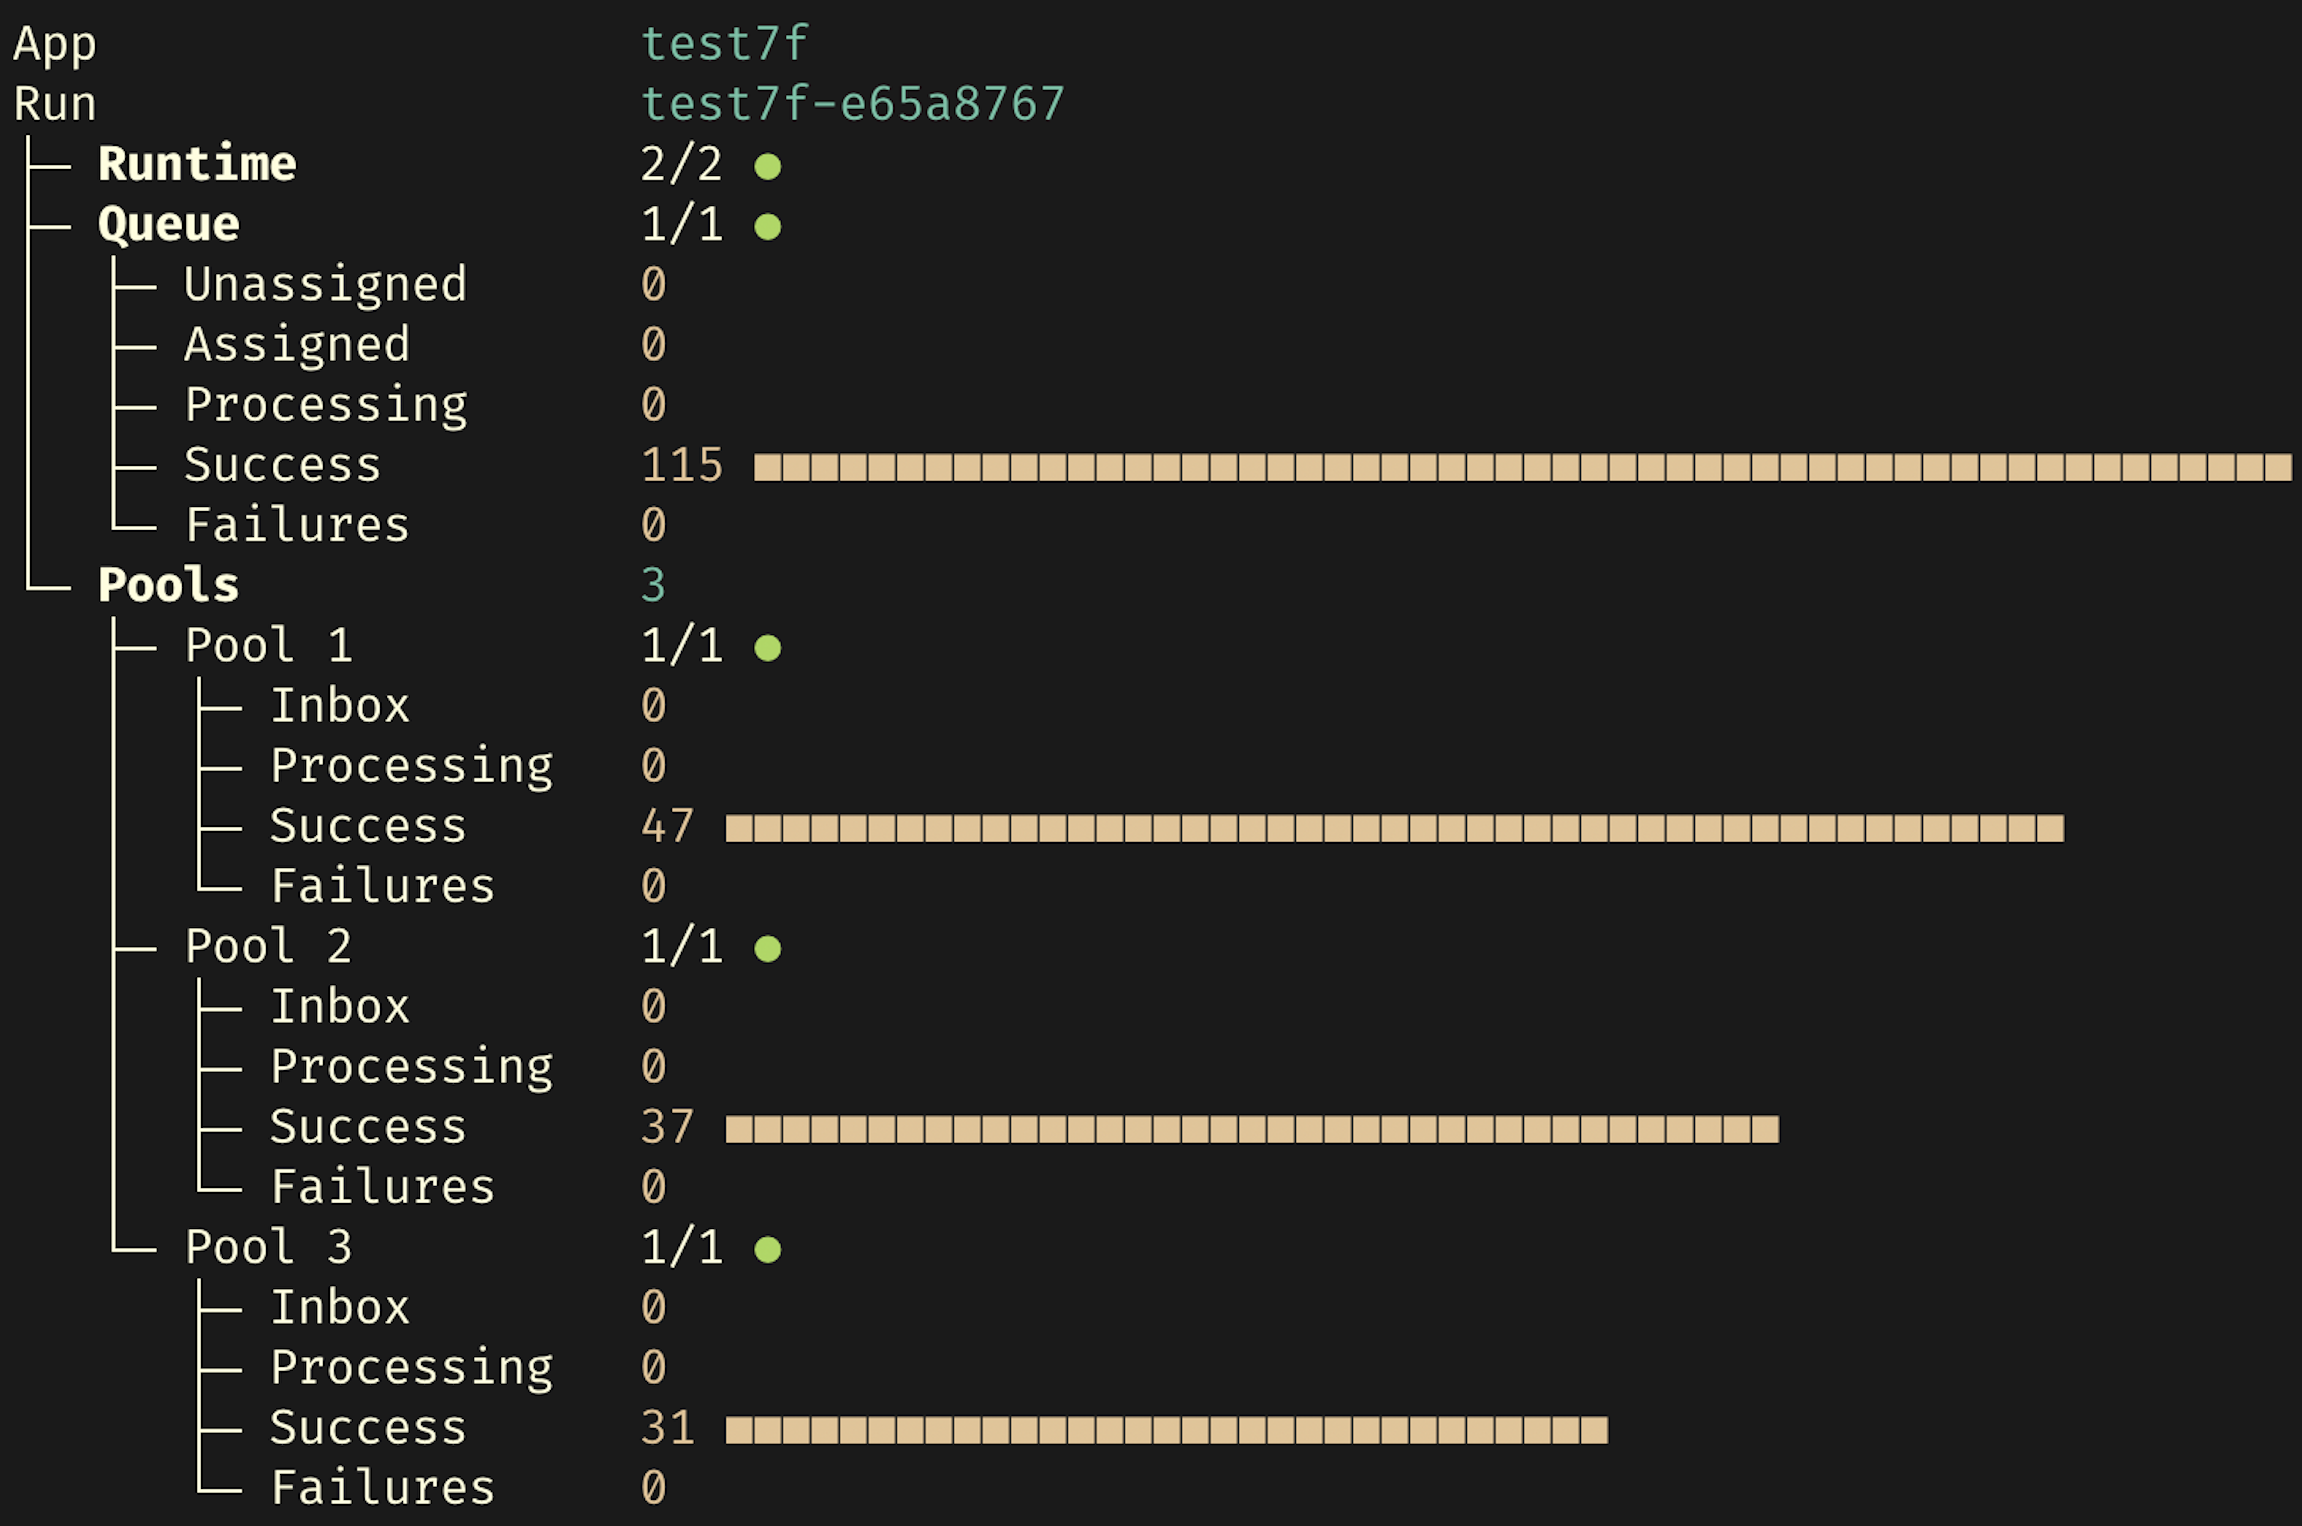 App test7f
Run test7f-e65a8767
Runtime 2/2
Queue 1/1
Unassigned 0
Assigned 0
Processing 0
Success 115
Failures 0
Pools 3
Pool 1 1/1
Inbox 0
Processing 0
Success 47
Failures 0
Pool 2 1/1
Inbox 0
Processing 0
Success 37
Failures 0
Pool 3 1/1
Inbox 0
Processing 0
Success 31
Failures 0